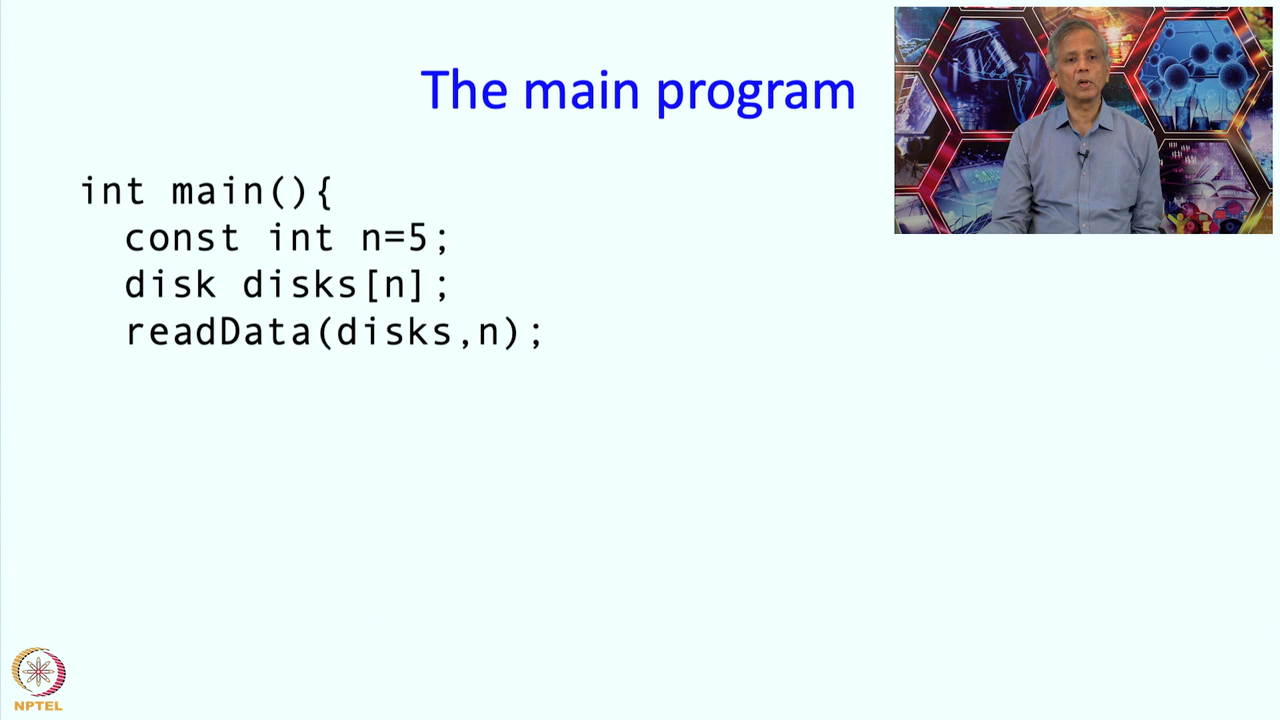 The main program
int main(){
const int n=5;
disk disks[n];
readData(disks,n);
NPTEL